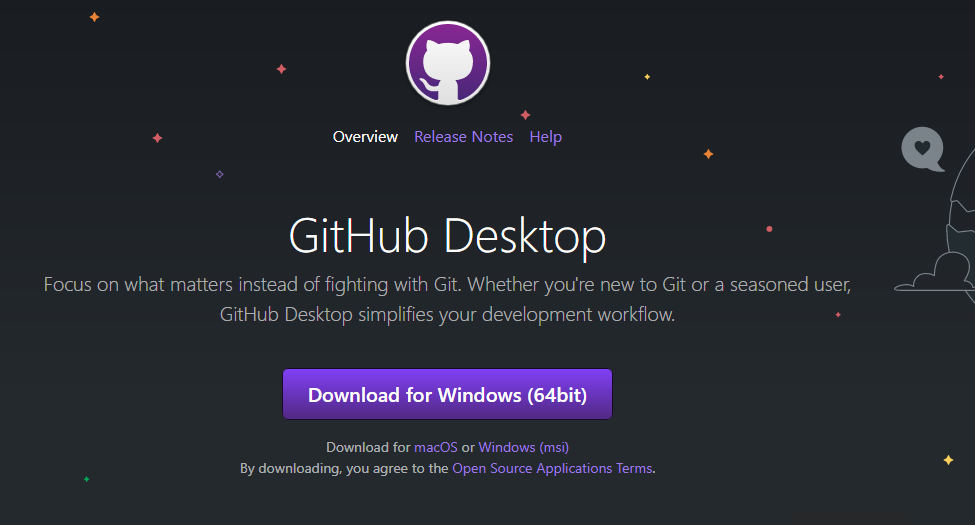 Overview Release Notes Help
GitHub Desktop
Focus on what matters instead of fighting with Git. Whether you're new to Git or a seasoned user,
GitHub Desktop simplifies your development workflow.
Download for Windows (64bit)
Download for macOS or Windows (msi)
By downloading, you agree to the Open Source Applications Terms.